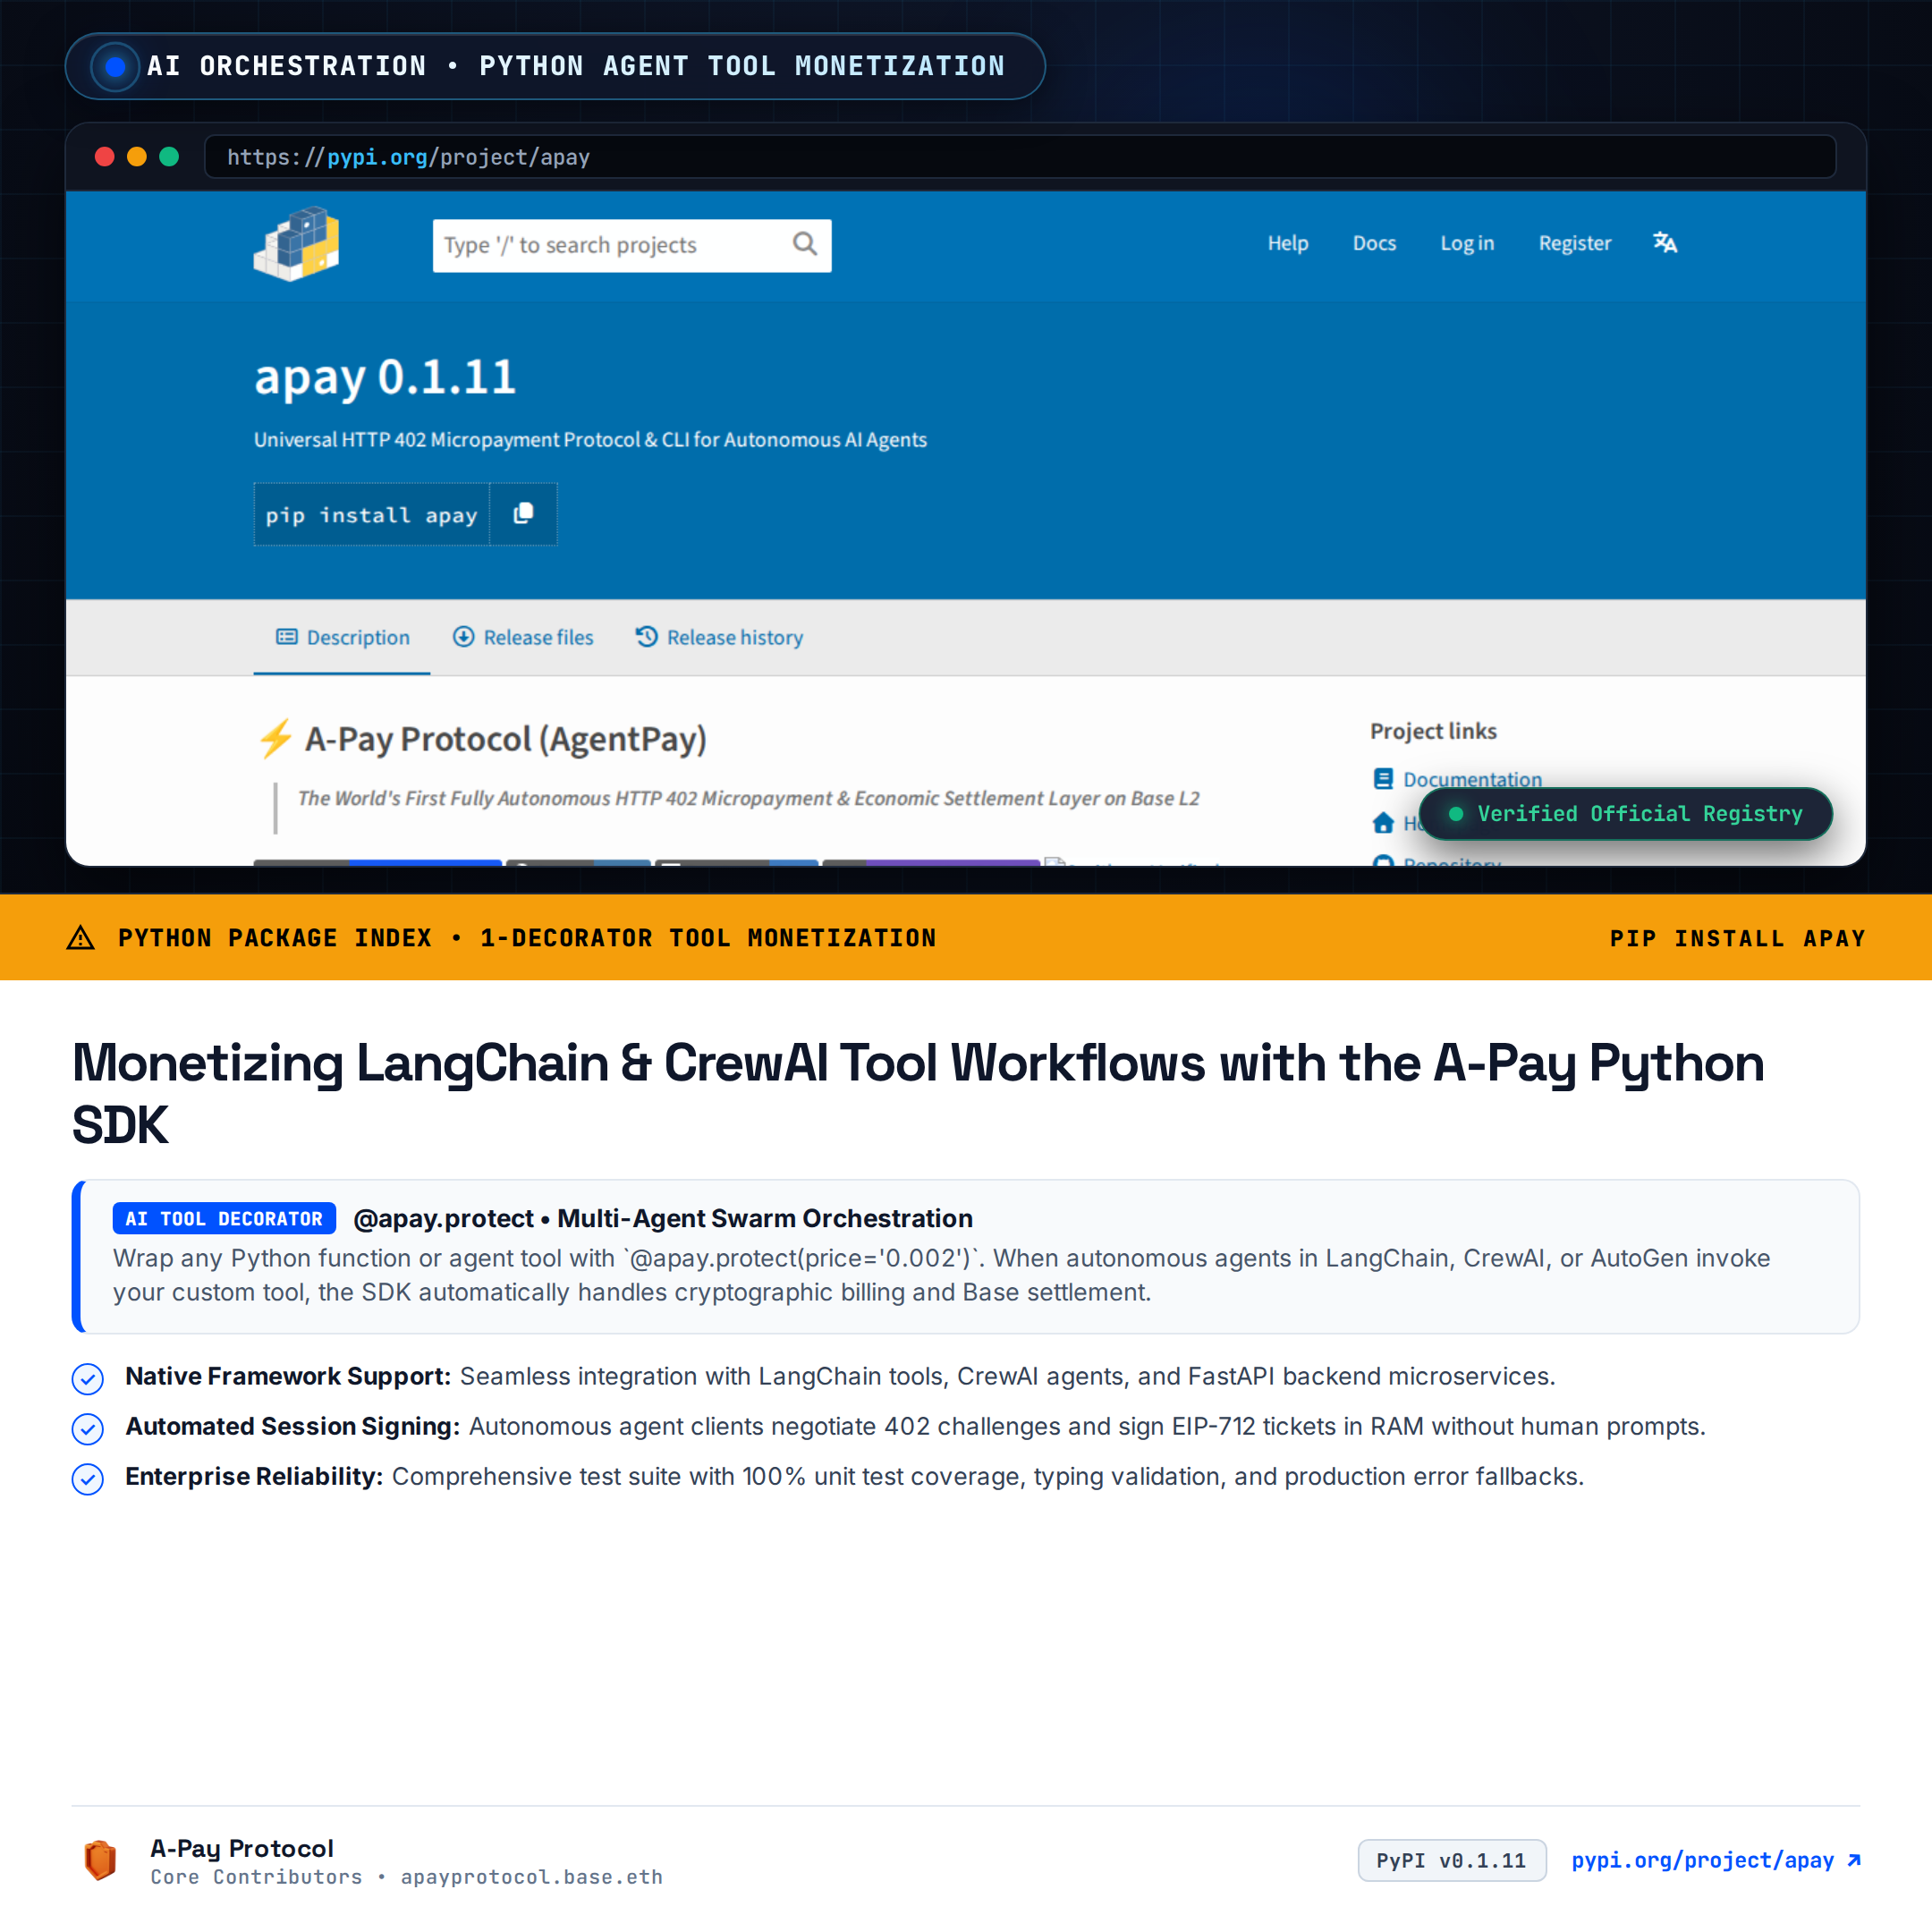 AI ORCHESTRATION • PYTHON AGENT TOOL MONETIZATION
https://pypi.org/project/apay
Type '/' to search projects
Help Docs Log in Register
apay 0.1.11
Universal HTTP 402 Micropayment Protocol & CLI for Autonomous AI Agents
pip install apay
Description Release files Release history
⚡ A-Pay Protocol (AgentPay)
Project links
The World's First Fully Autonomous HTTP 402 Micropayment & Economic Settlement Layer on Base L2
Documentation
Verified Official Registry
Repository
PYTHON PACKAGE INDEX • 1-DECORATOR TOOL MONETIZATION
PIP INSTALL APAY
Monetizing LangChain & CrewAI Tool Workflows with the A-Pay Python
SDK
AI TOOL DECORATOR @apay.protect • Multi-Agent Swarm Orchestration
Wrap any Python function or agent tool with `@apay.protect(price='0.002')`. When autonomous agents in LangChain, CrewAI, or AutoGen invoke
your custom tool, the SDK automatically handles cryptographic billing and Base settlement.
Native Framework Support: Seamless integration with LangChain tools, CrewAI agents, and FastAPI backend microservices.
Automated Session Signing: Autonomous agent clients negotiate 402 challenges and sign EIP-712 tickets in RAM without human prompts.
Enterprise Reliability: Comprehensive test suite with 100% unit test coverage, typing validation, and production error fallbacks.
A-Pay Protocol
Core Contributors • apayprotocol.base.eth
PyPI v0.1.11
pypi.org/project/apay ↗